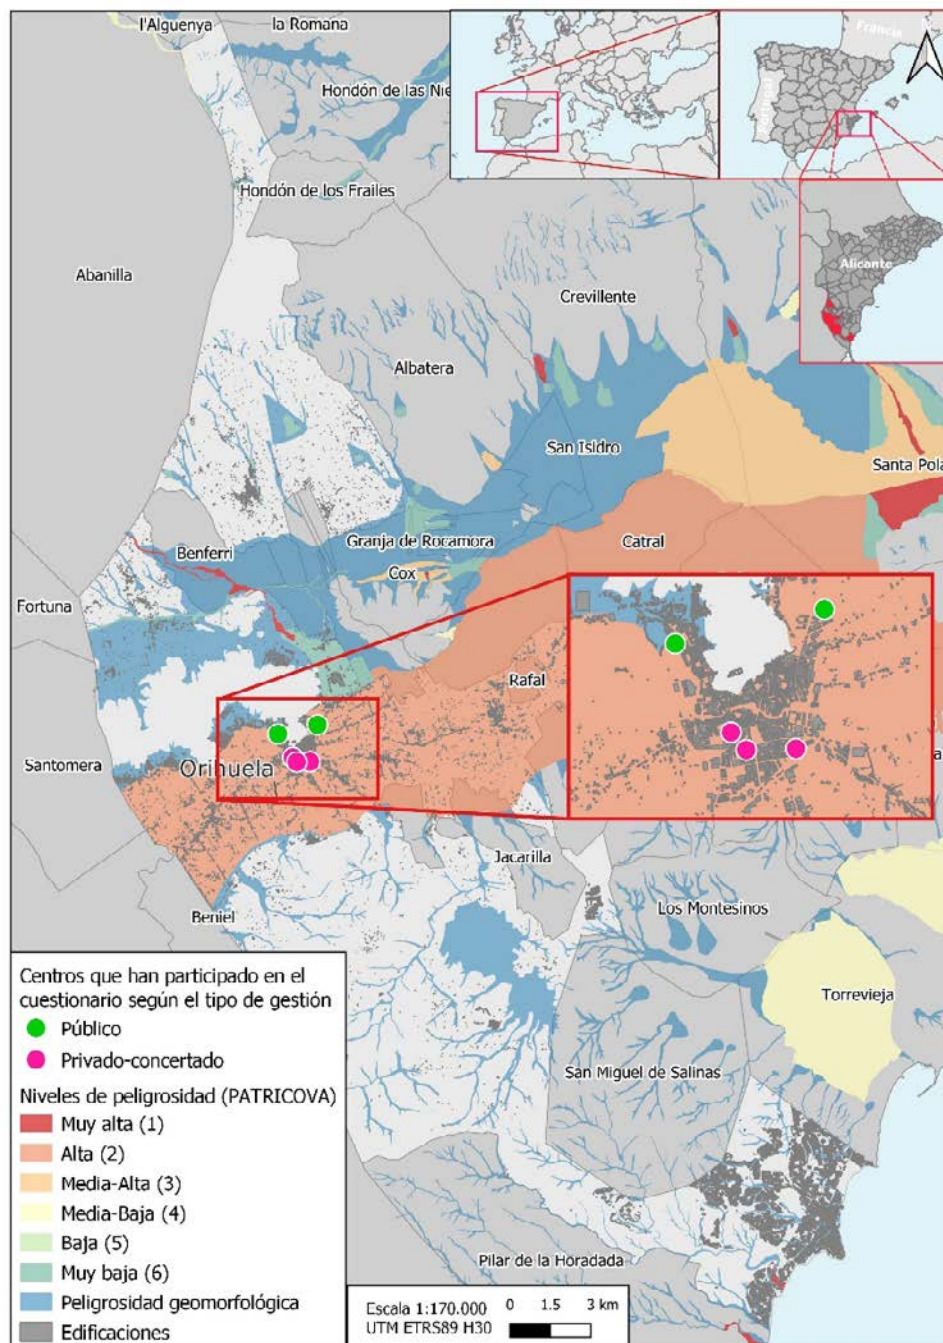 l'Alguenya
la Romana
Hondón de las Nie
Hondón de los Frailes
Abanilla
Crevillente
Albatera
Francia
Portugal
Alicante
San Isidro
Santa Pola
Granja de Rocamora
Benferri
Catral
Cox
Fortuna
Rafal
Santomera
Orihuela
a
Jacarilla
Beniel
Los Montesinos
Torrevieja
San Miguel de Salinas
Pilar de la Horadada
Centros que han participado en el
cuestionario según el tipo de gestión
Público
Privado-concertado
Niveles de peligrosidad (PATRICOVA)
Muy alta (1)
Alta (2)
Media-Alta (3)
Media-Baja (4)
Baja (5)
Muy baja (6)
Peligrosidad geomorfológica
Edificaciones
Escala 1:170.000
UTM ETRS89 H30
0 1.5 3 km